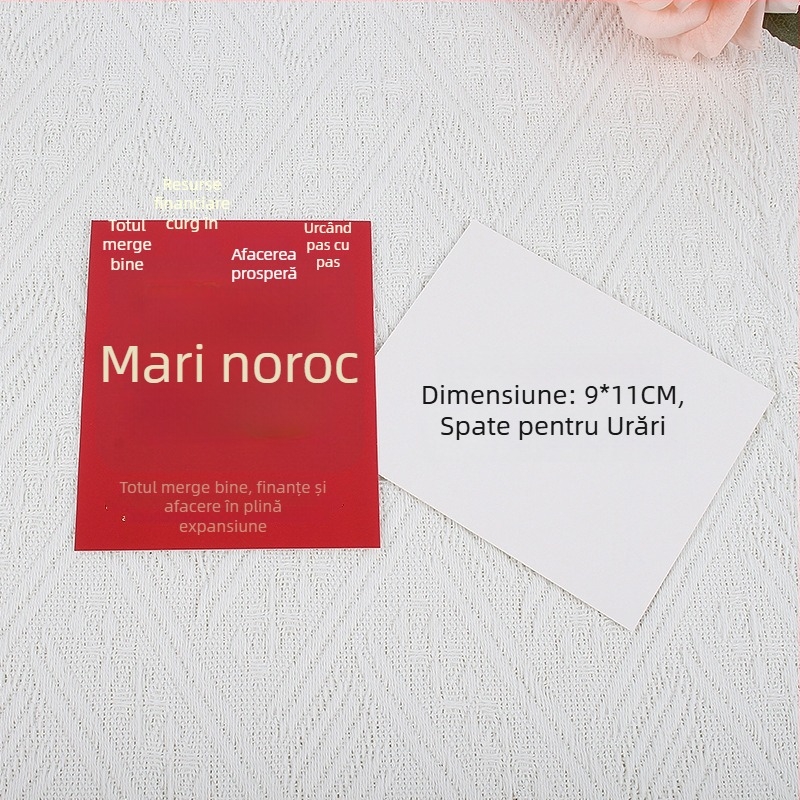 Resurse
financiare
curg în
Totul
merge
bine
Afacerea
prosperă
Urcând
pas cu
pas
Mari noroc
Totul merge bine, finanțe și
afacere în plină
expansiune
Dimensiune: 9*11CM,
Spate pentru Urări